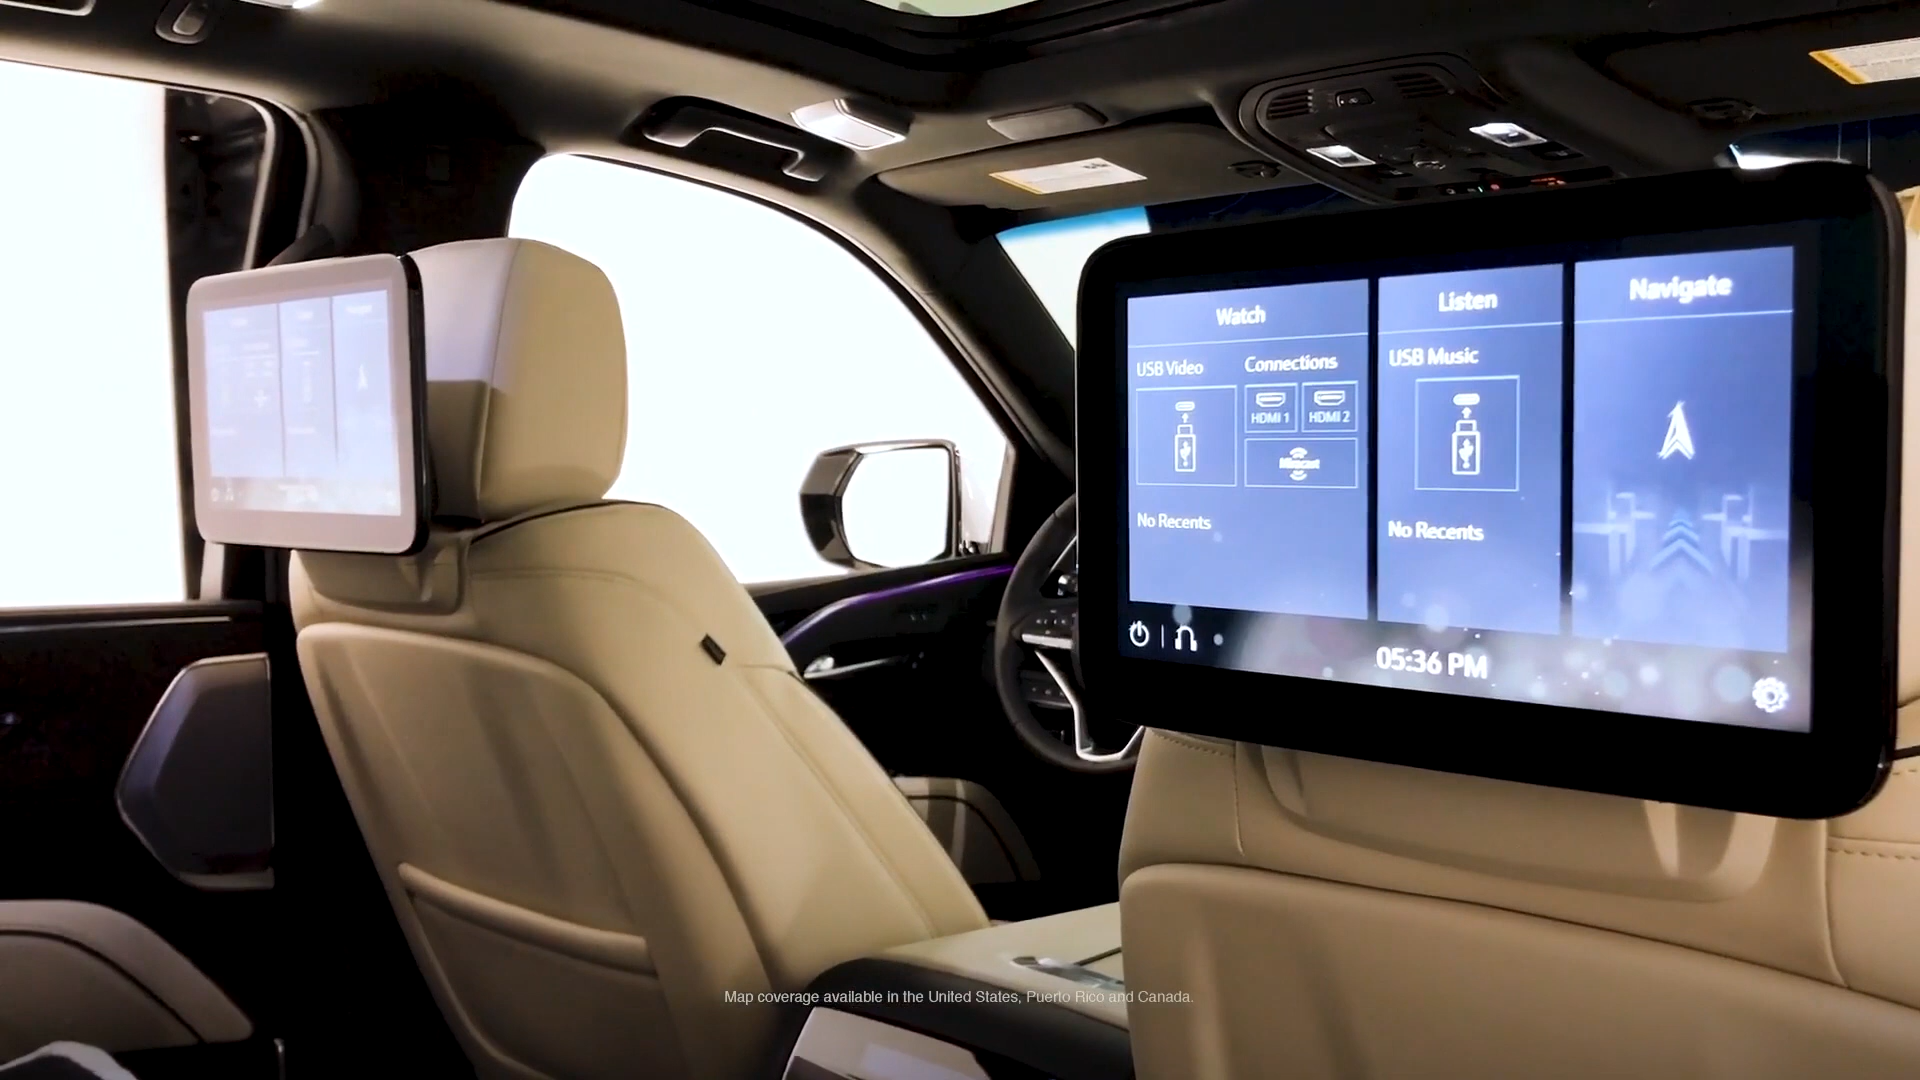 Watch
USB Video
Connections
HDMI 1
HDMI 2
Miracast
No Recents
Listen
USB Music
No Recents
Navigate
05:36 PM
Map coverage available in the United States, Puerto Rico and Canada.